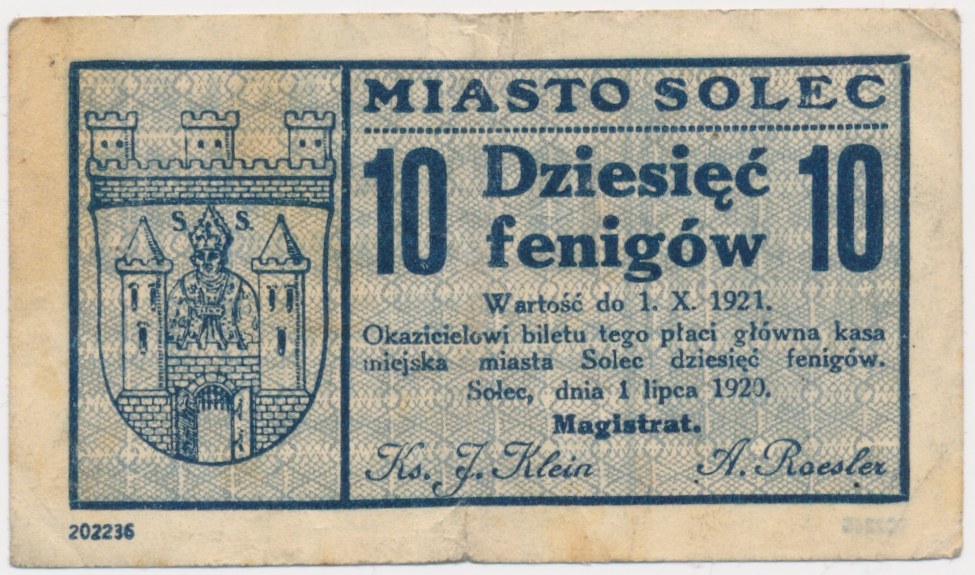 MIASTO SOLEC
10 Dziesięć fenigów 10
Wartość do 1. X. 1921.
Okazicielowi biletu tego płaci główna kasa
miejska miasta Solec dziesięć fenigów.
Solec, dnia 1 lipca 1920.
Magistrat.
Ks. J. Klein A. Roesler
S. S.
202236